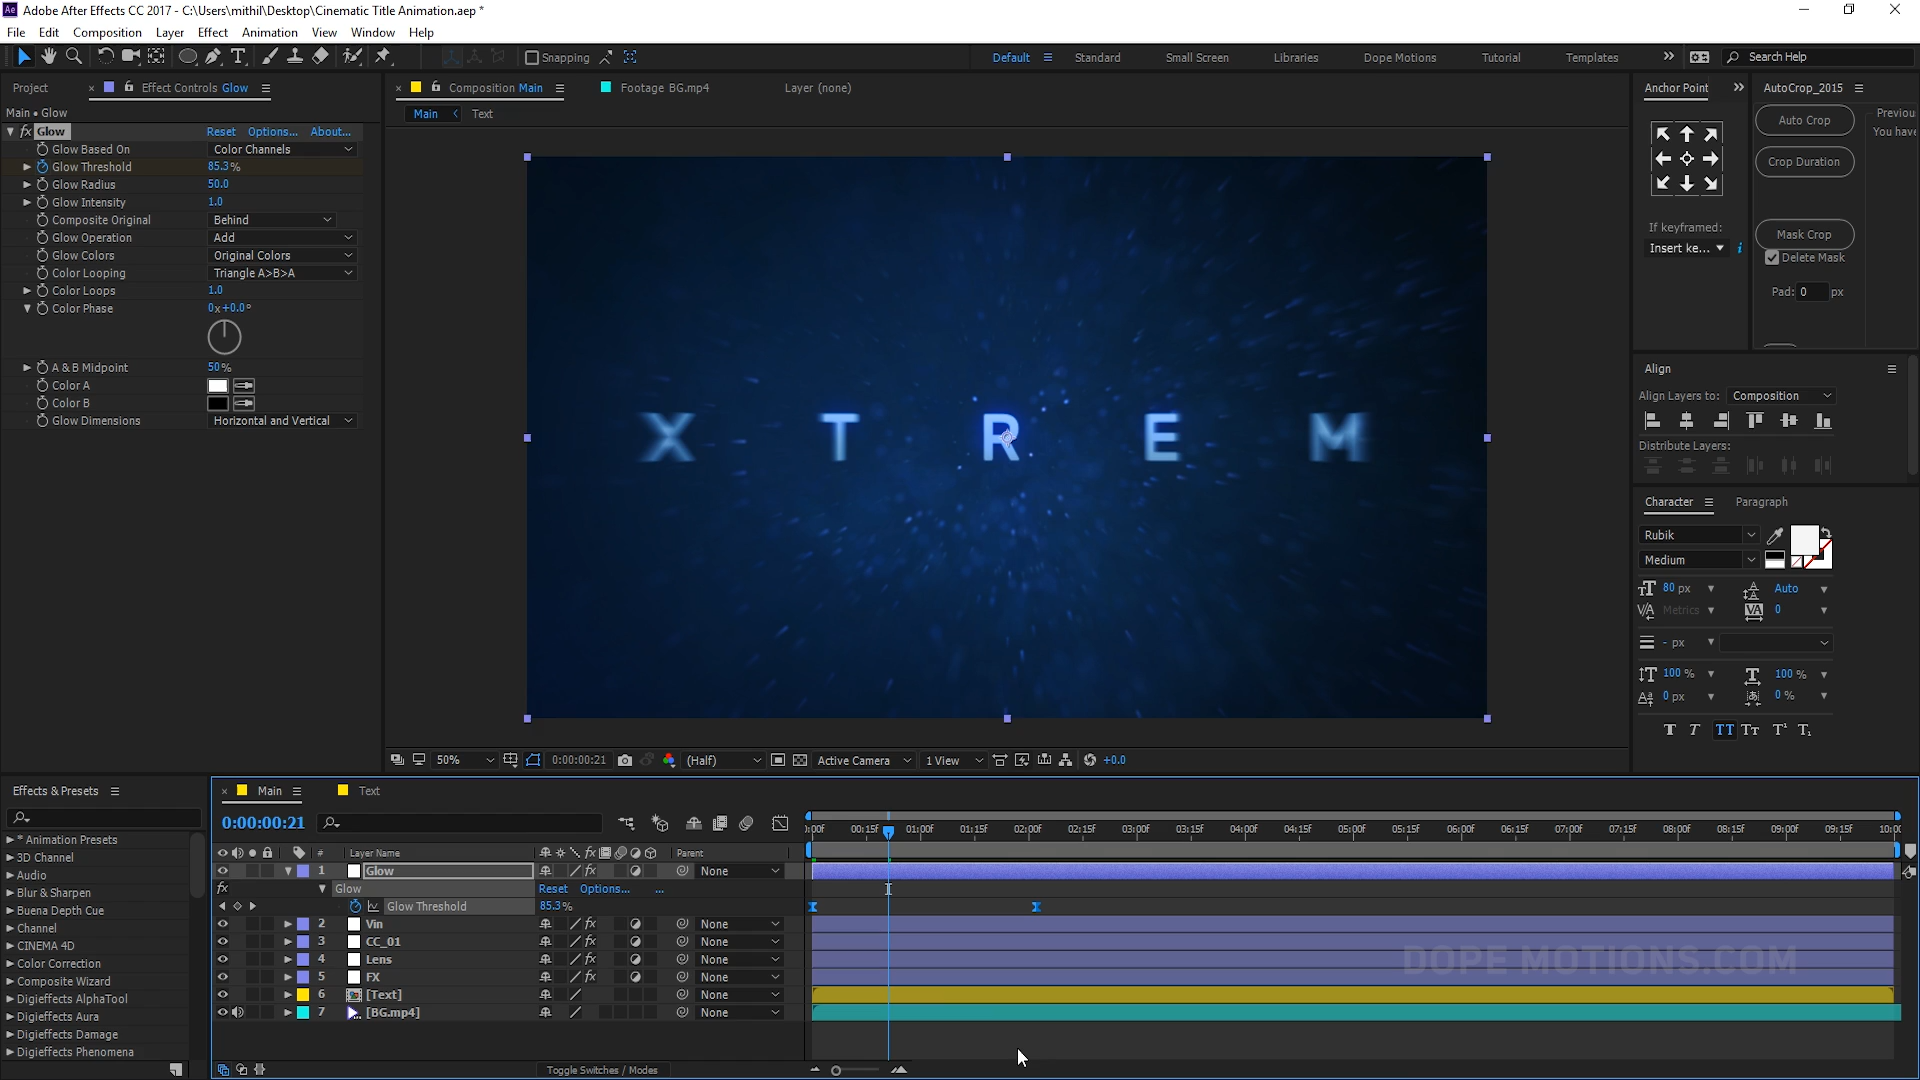 Adobe After Effects CC 2017 - C:\Users\mithil\Desktop\Cinematic Title Animation.aep *
File Edit Composition Layer Effect Animation View Window Help
Snapping
Default Standard Small Screen Libraries Dope Motions Tutorial Templates Search Help
Project Effect Controls Glow
Composition Main Footage BG.mp4 Layer (none)
Main • Glow
Main Text
Glow Reset Options... About...
Glow Based On Color Channels
Glow Threshold 85.3%
Glow Radius 50.0
Glow Intensity 1.0
Composite Original Behind
Glow Operation Add
Glow Colors Original Colors
Color Looping Triangle A>B>A
Color Loops 1.0
Color Phase 0x+0.0°
A & B Midpoint 50%
Color A
Color B
Glow Dimensions Horizontal and Vertical
X T R E M
50% 0:00:00:21 (Half) Active Camera 1 View +0.0
Anchor Point
If keyframed:
Insert ke...
AutoCrop_2015
Auto Crop
Crop Duration
Mask Crop
Delete Mask
Pad: 0 px
Previou
You have
Align
Align Layers to: Composition
Distribute Layers:
Character Paragraph
Rubik
Medium
80 px Auto
Metrics 0
- px
100 % 100 %
0 px 0 %
Effects & Presets
* Animation Presets
3D Channel
Audio
Blur & Sharpen
Buena Depth Cue
Channel
CINEMA 4D
Color Correction
Composite Wizard
Digieffects AlphaTool
Digieffects Aura
Digieffects Damage
Digieffects Phenomena
Main Text
0:00:00:21
:00f 00:15f 01:00f 01:15f 02:00f 02:15f 03:00f 03:15f 04:00f 04:15f 05:00f 05:15f 06:00f 06:15f 07:00f 07:15f 08:00f 08:15f 09:00f 09:15f 10:00
# Layer Name Parent
1 Glow None
Glow Reset Options... ...
Glow Threshold 85.3%
2 Vin None
3 CC_01 None
4 Lens None
5 FX None
6 [Text] None
7 [BG.mp4] None
DOPE MOTIONS.COM
Toggle Switches / Modes